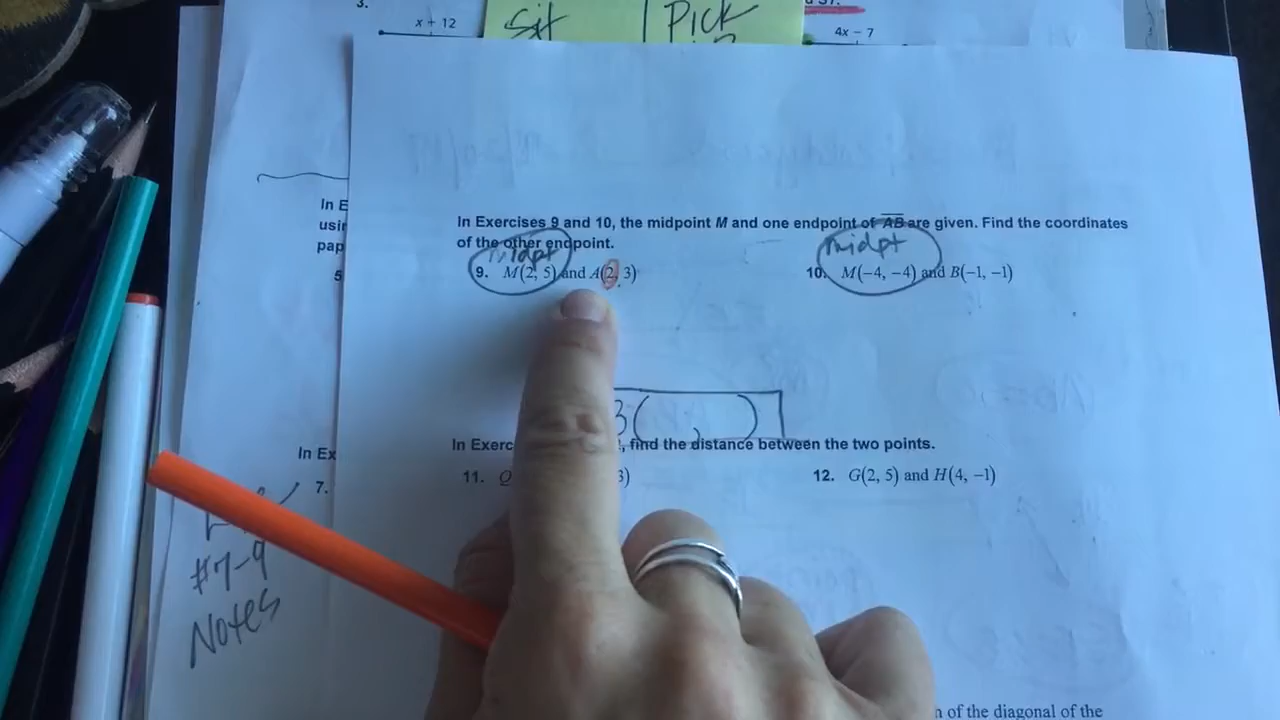 3.
x + 12
Sit | Pick
4x − 7
In E
usin
pap
5
In Exercises 9 and 10, the midpoint M and one endpoint of AB are given. Find the coordinates
of the other endpoint.
midpt
9. M(2, 5) and A(2, 3)
midpt
10. M(−4, −4) and B(−1, −1)
( , )
In Ex
7.
In Exerc
, find the distance between the two points.
11. Q
3)
12. G(2, 5) and H(4, −1)
#7-9
Notes
of the diagonal of the